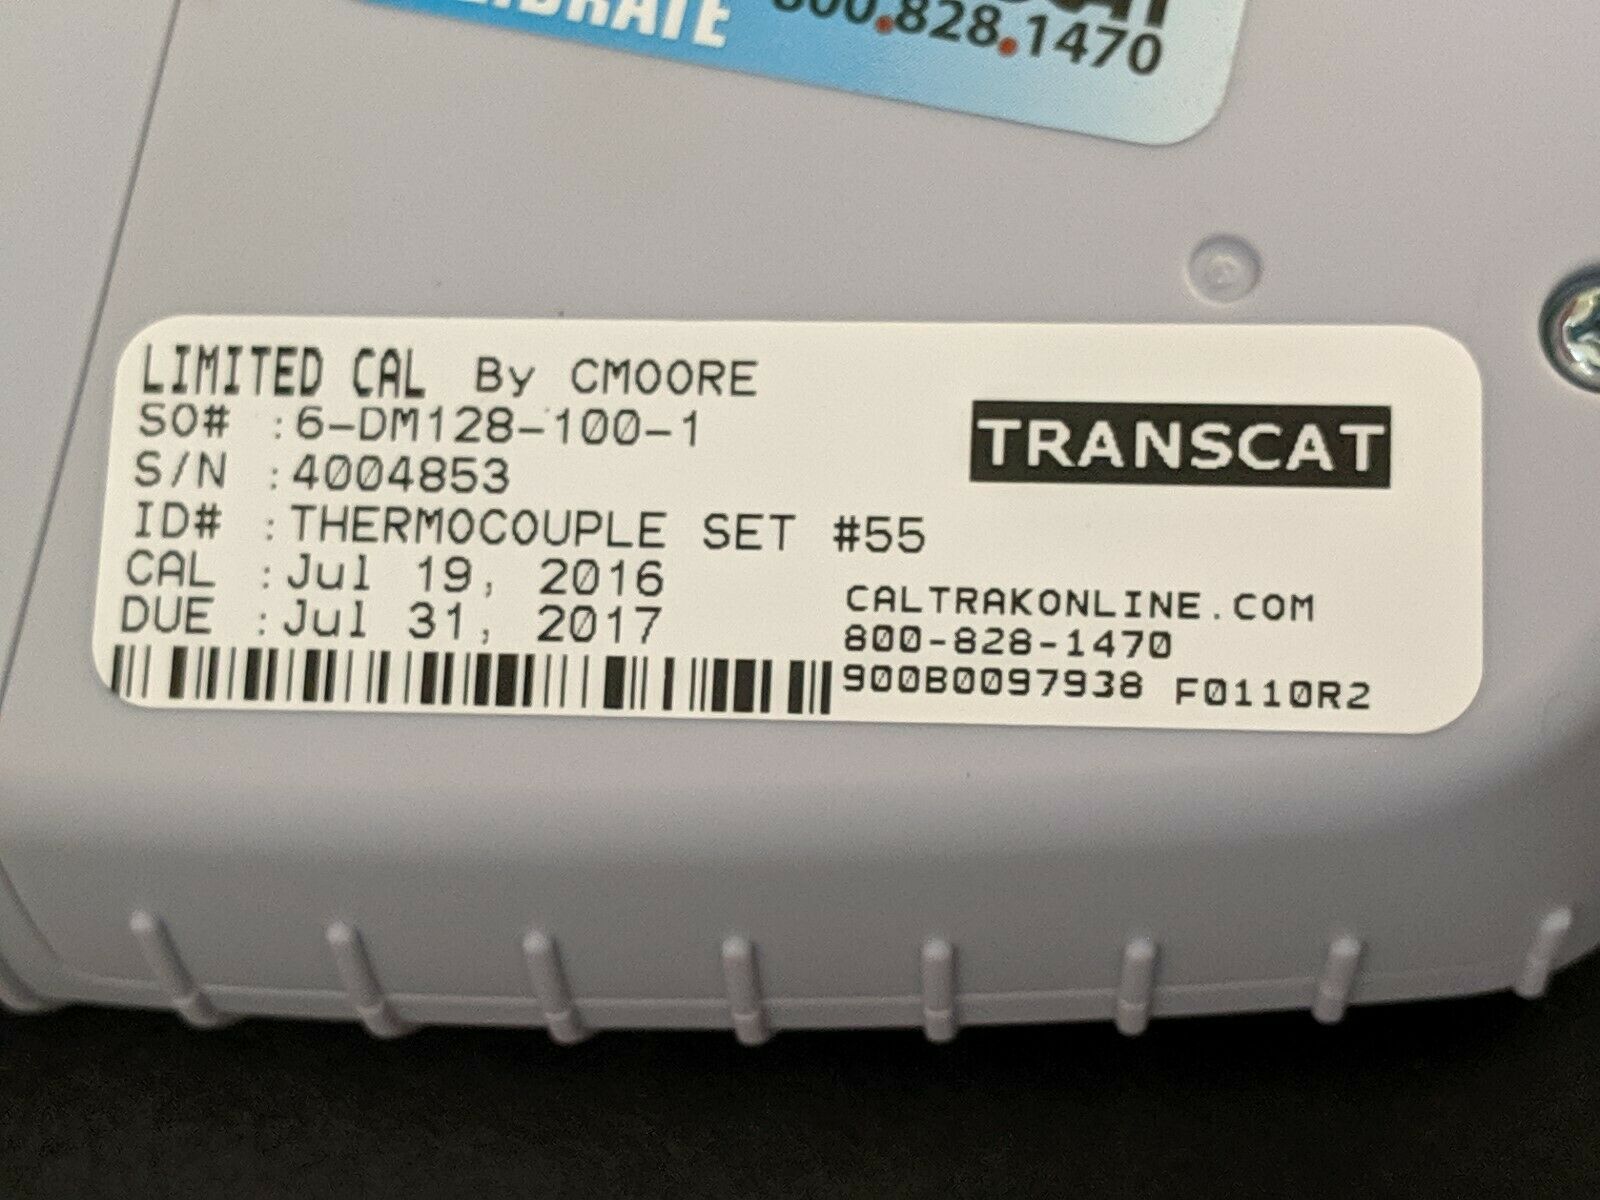 800.828.1470
LIMITED CAL By CMOORE
SO# :6-DM128-100-1
TRANSCAT
S/N :4004853
ID# :THERMOCOUPLE SET #55
CAL :Jul 19, 2016
DUE :Jul 31, 2017
CALTRAKONLINE.COM
800-828-1470
900B0097938 F0110R2